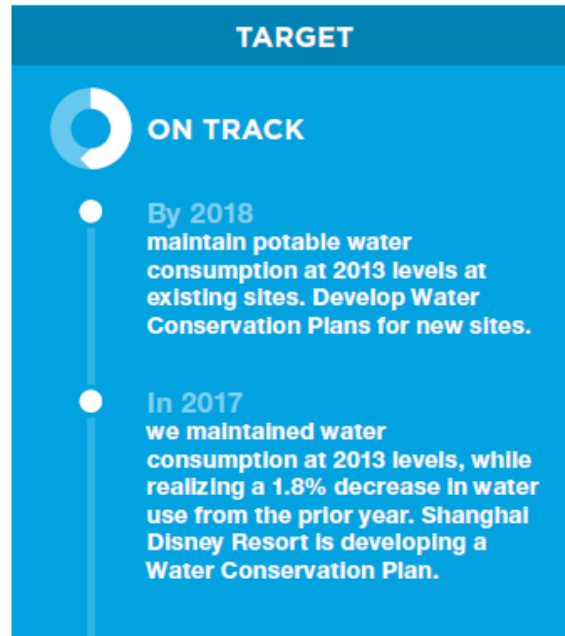 TARGET
ON TRACK
By 2018
maintain potable water
consumption at 2013 levels at
existing sites. Develop Water
Conservation Plans for new sites.
In 2017
we maintained water
consumption at 2013 levels, while
realizing a 1.8% decrease in water
use from the prior year. Shanghai
Disney Resort is developing a
Water Conservation Plan.